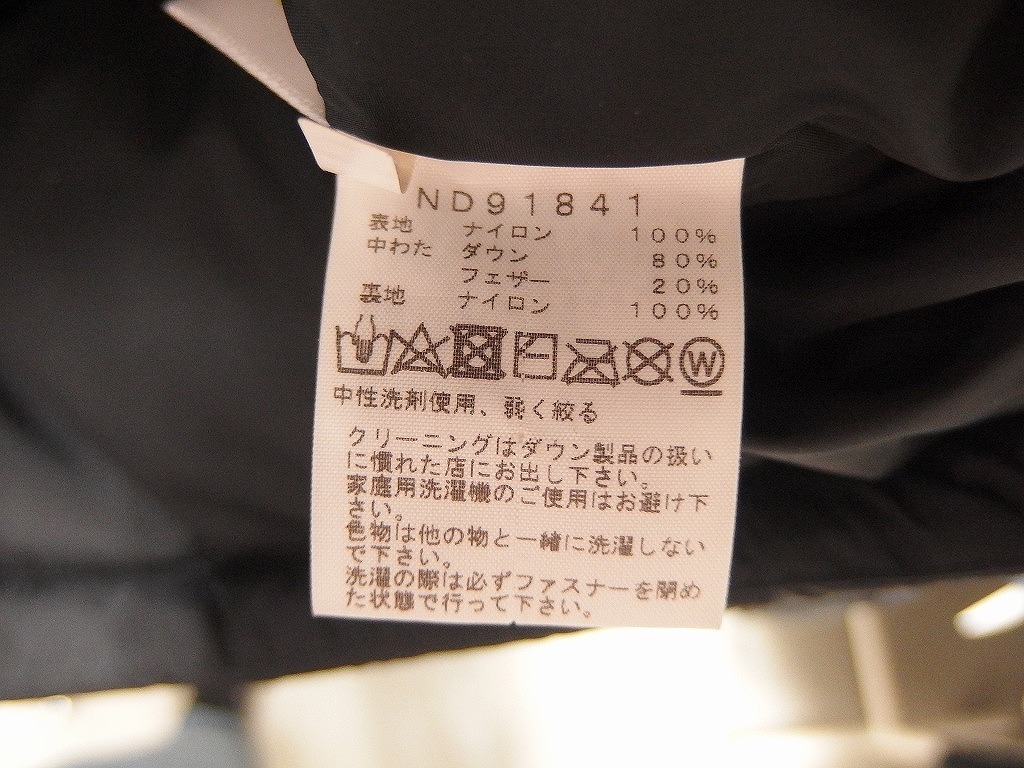 ND91841
表地 ナイロン 100%
中わた ダウン 80%
フェザー 20%
裏地 ナイロン 100%
W
中性洗剤使用、弱く絞る
クリーニングはダウン製品の扱い
に慣れた店にお出し下さい。
家庭用洗濯機のご使用はお避け下
さい。
色物は他の物と一緒に洗濯しない
で下さい。
洗濯の際は必ずファスナーを閉め
た状態で行って下さい。